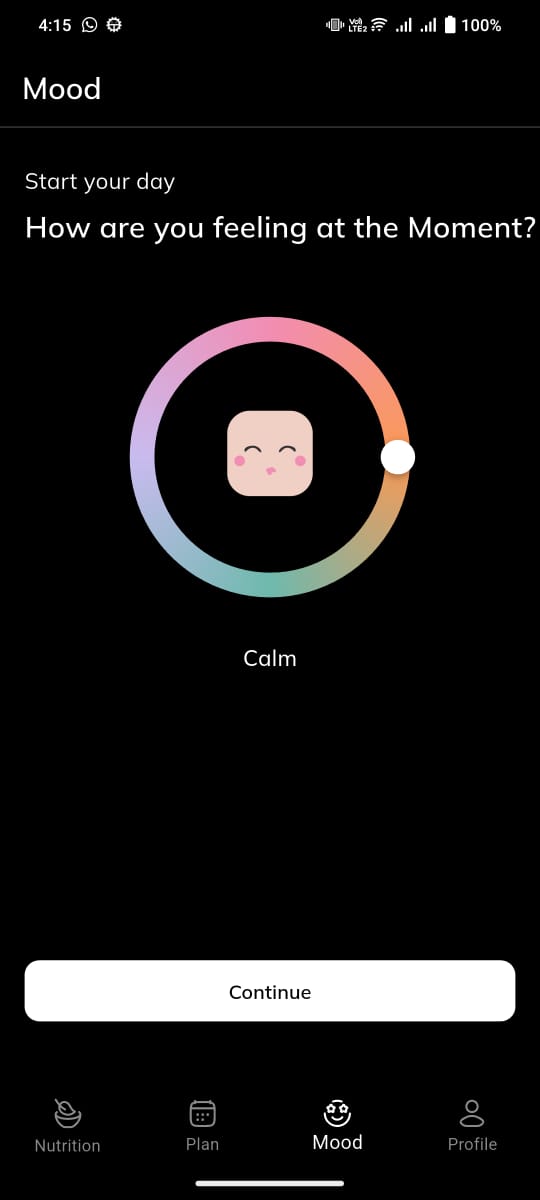 4:15
Vo))
LTE2
100%
Mood
Start your day
How are you feeling at the Moment?
Calm
Continue
Nutrition
Plan
Mood
Profile